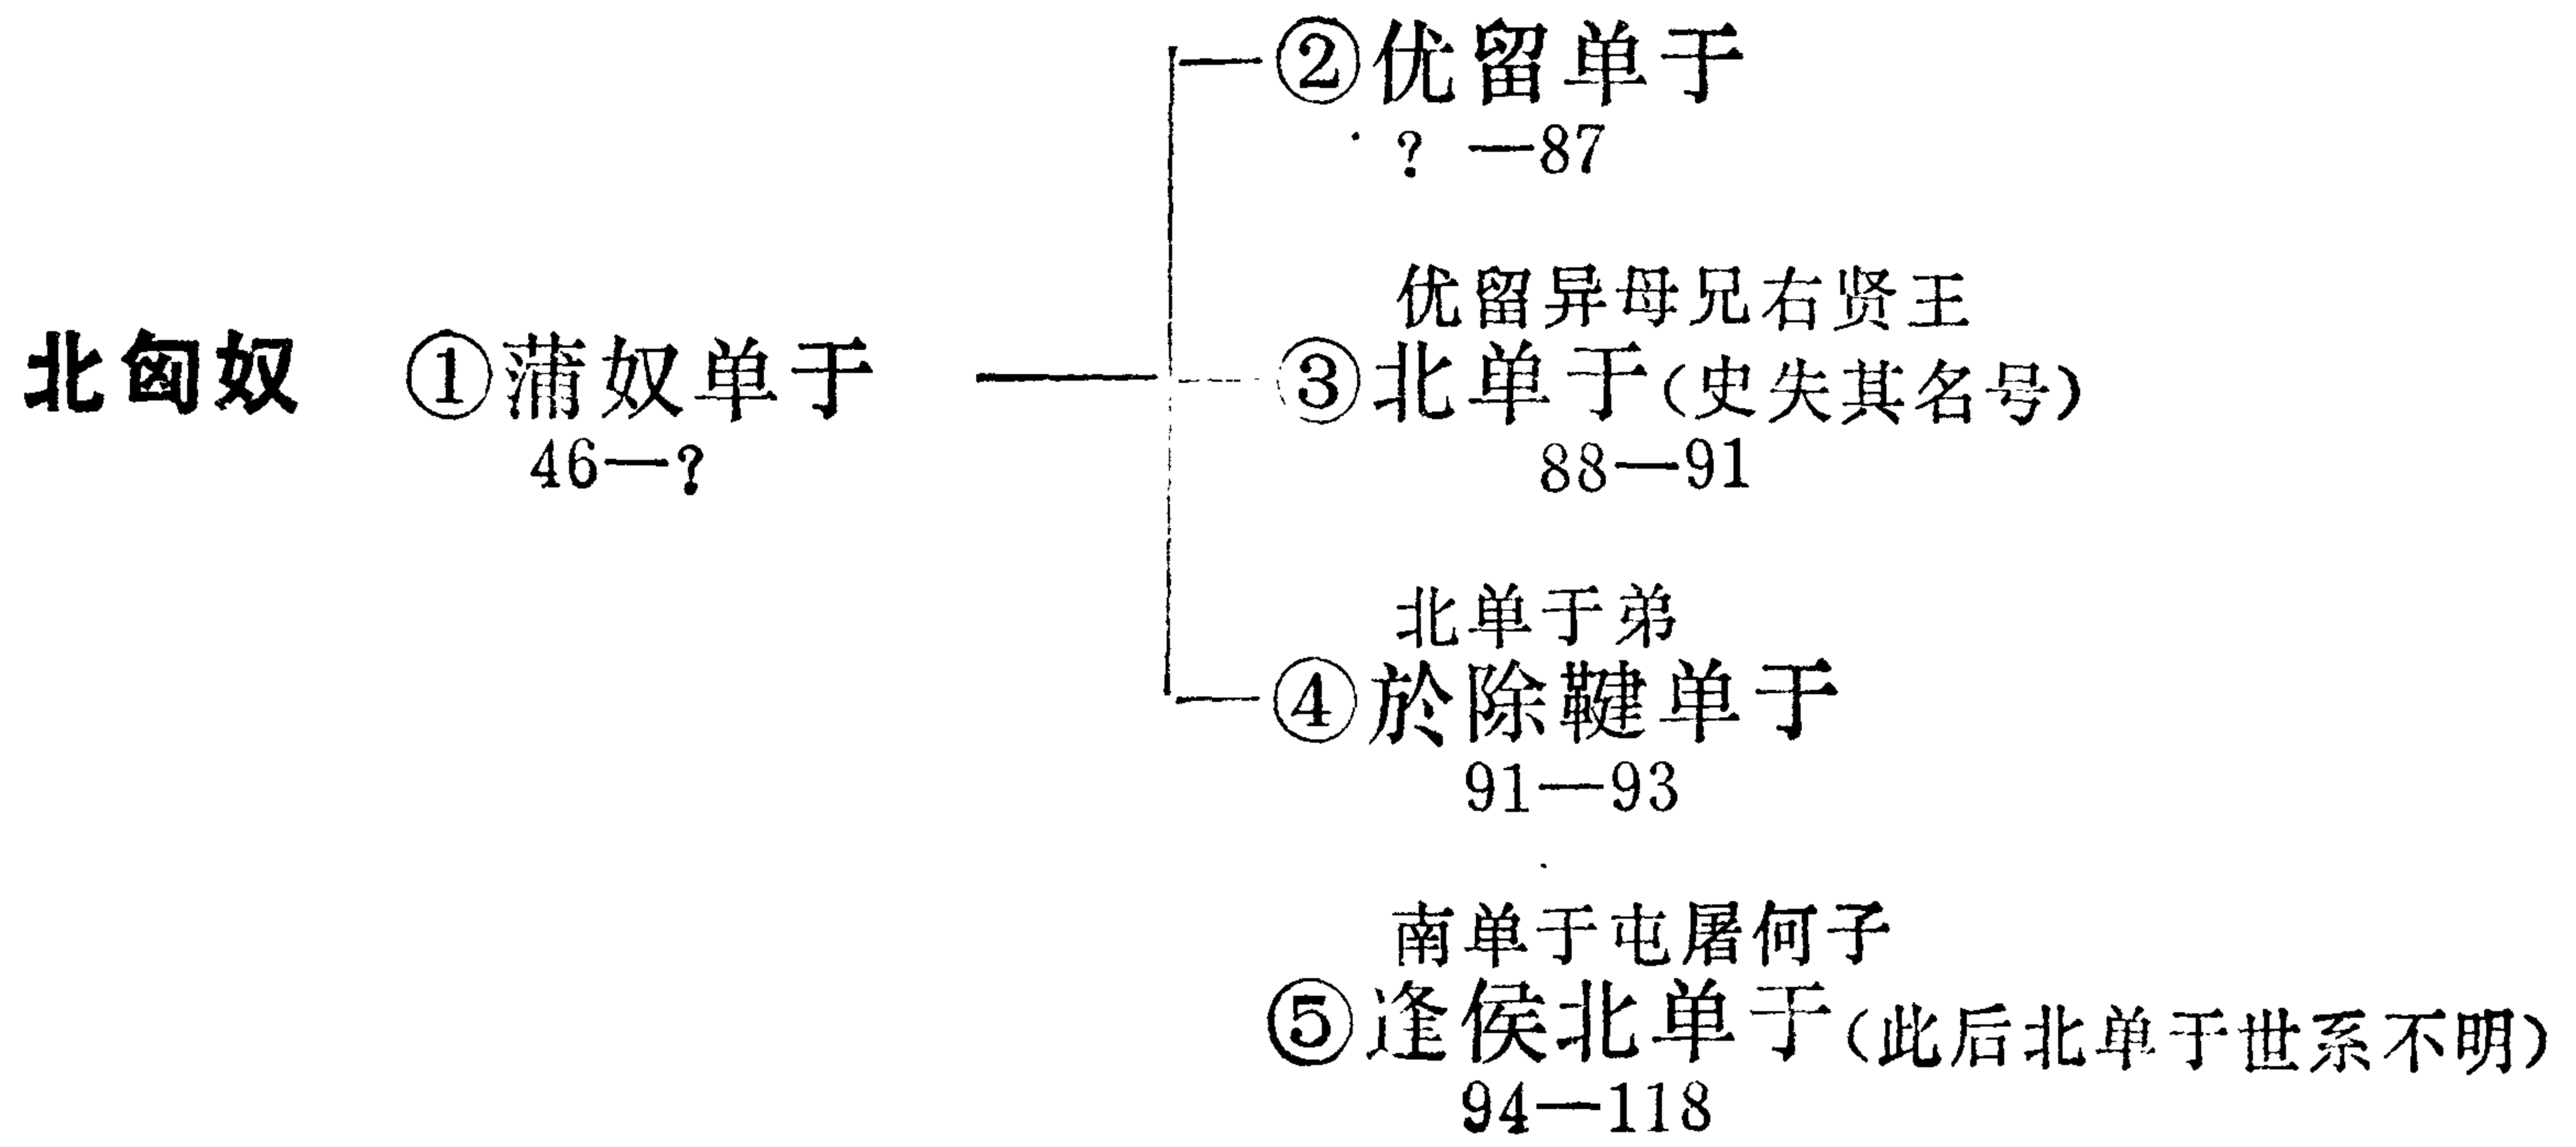 ②优留单于
? —87
优留异母兄右贤王
北匈奴 ①蒲奴单于
③北单于(史失其名号)
46—?
88—91
北单于弟
④於除鞬单于
91—93
南单于屯屠何子
⑤逢侯北单于(此后北单于世系不明)
94—118